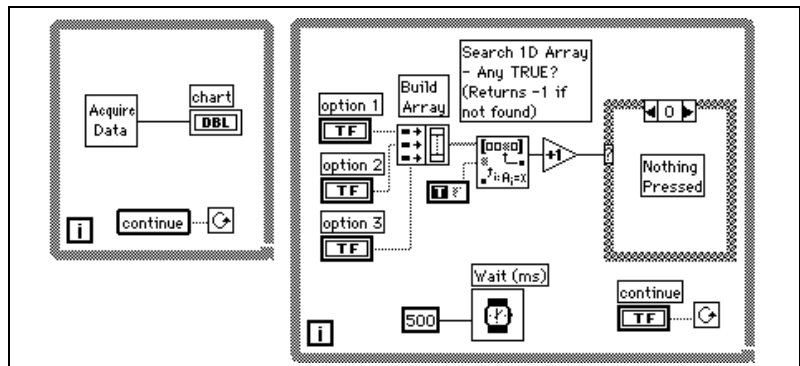 Acquire
Data
chart
DBL
continue
i
option 1
TF
option 2
TF
option 3
TF
Build
Array
Search 1D Array
- Any TRUE?
(Returns -1 if
not found)
T
i:Ai=X
+1
?
0
Nothing
Pressed
Wait (ms)
500
continue
TF
i